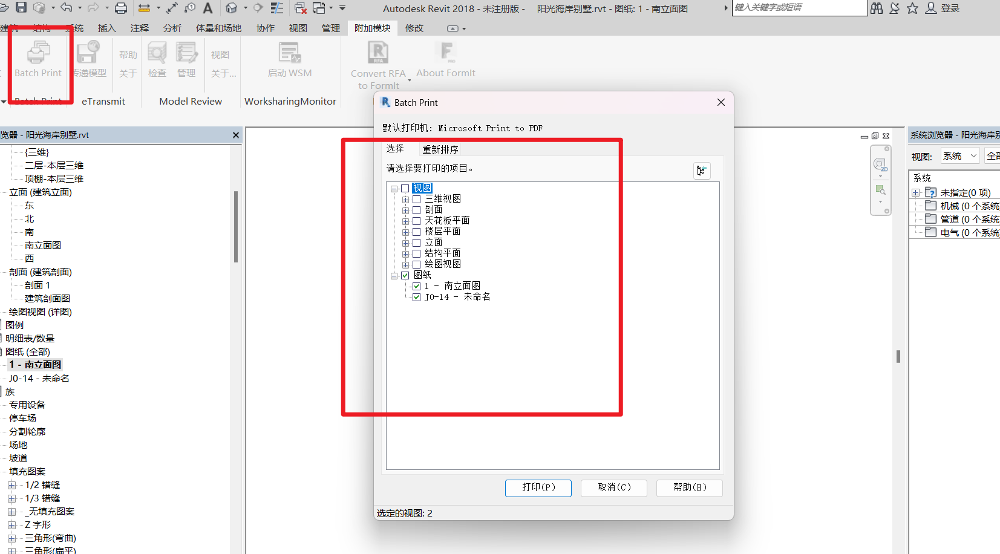 Autodesk Revit 2018 - 未注册版 - 阳光海岸别墅.rvt - 图纸: 1 - 南立面图
键入关键字或短语
登录
建筑 结构 系统 插入 注释 分析 体量和场地 协作 视图 管理 附加模块 修改
Batch Print
传递模型
帮助
关于
检查
管理
视图
关于...
启动 WSM
Convert RFA
to FormIt
About FormIt
Batch Print
eTransmit
Model Review
WorksharingMonitor
览器 - 阳光海岸别墅.rvt
{三维}
二层-本层三维
顶棚-本层三维
立面 (建筑立面)
东
北
南
南立面图
西
剖面 (建筑剖面)
剖面 1
建筑剖面图
绘图视图 (详图)
图例
明细表/数量
图纸 (全部)
1 - 南立面图
J0-14 - 未命名
族
专用设备
停车场
分割轮廓
场地
坡道
填充图案
1/2 错缝
1/3 错缝
_无填充图案
Z 字形
三角形(弯曲)
三角形(扁平)
Batch Print
默认打印机: Microsoft Print to PDF
选择 重新排序
请选择要打印的项目。
视图
三维视图
剖面
天花板平面
楼层平面
立面
结构平面
绘图视图
图纸
1 - 南立面图
J0-14 - 未命名
打印(P) 取消(C) 帮助(H)
选定的视图: 2
2D
系统浏览器 - 阳光海岸别
视图: 系统 全部
系统
未指定(0 项)
机械 (0 个系统
管道 (0 个系统
电气 (0 个系统